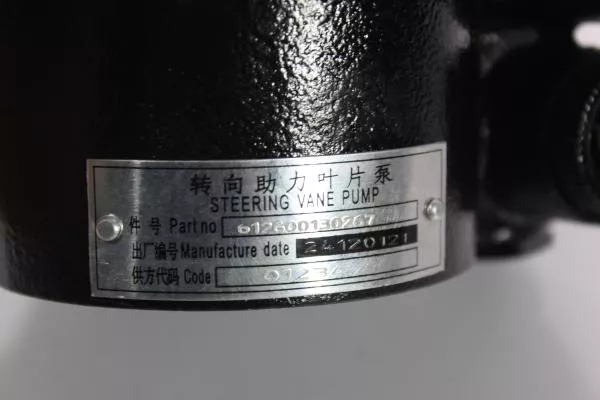 转向助力叶片泵
STEERING VANE PUMP
件号 Part no 612600130267
出厂编号 Manufacture date 24120121
供方代码 Code